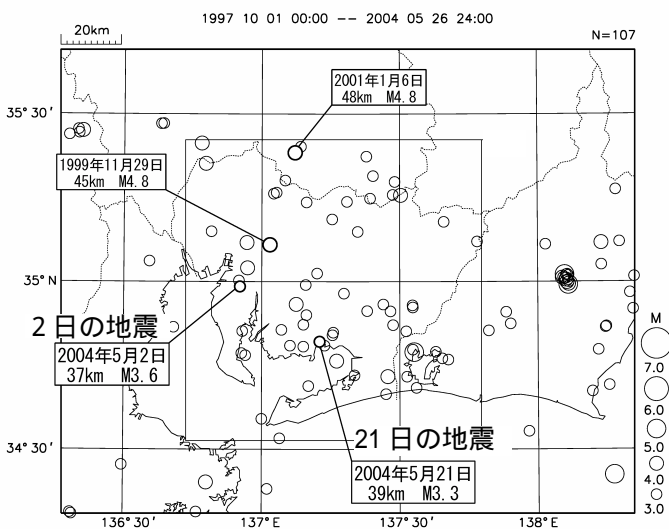 1997 10 01 00:00 -- 2004 05 26 24:00
20km
N=107
2001年1月6日
48km M4.8
35°30'
1999年11月29日
45km M4.8
35°N
2日の地震
2004年5月2日
37km M3.6
M
7.0
6.0
5.0
4.0
3.0
21日の地震
34°30'
2004年5月21日
39km M3.3
136°30'
137°E
137°30'
138°E